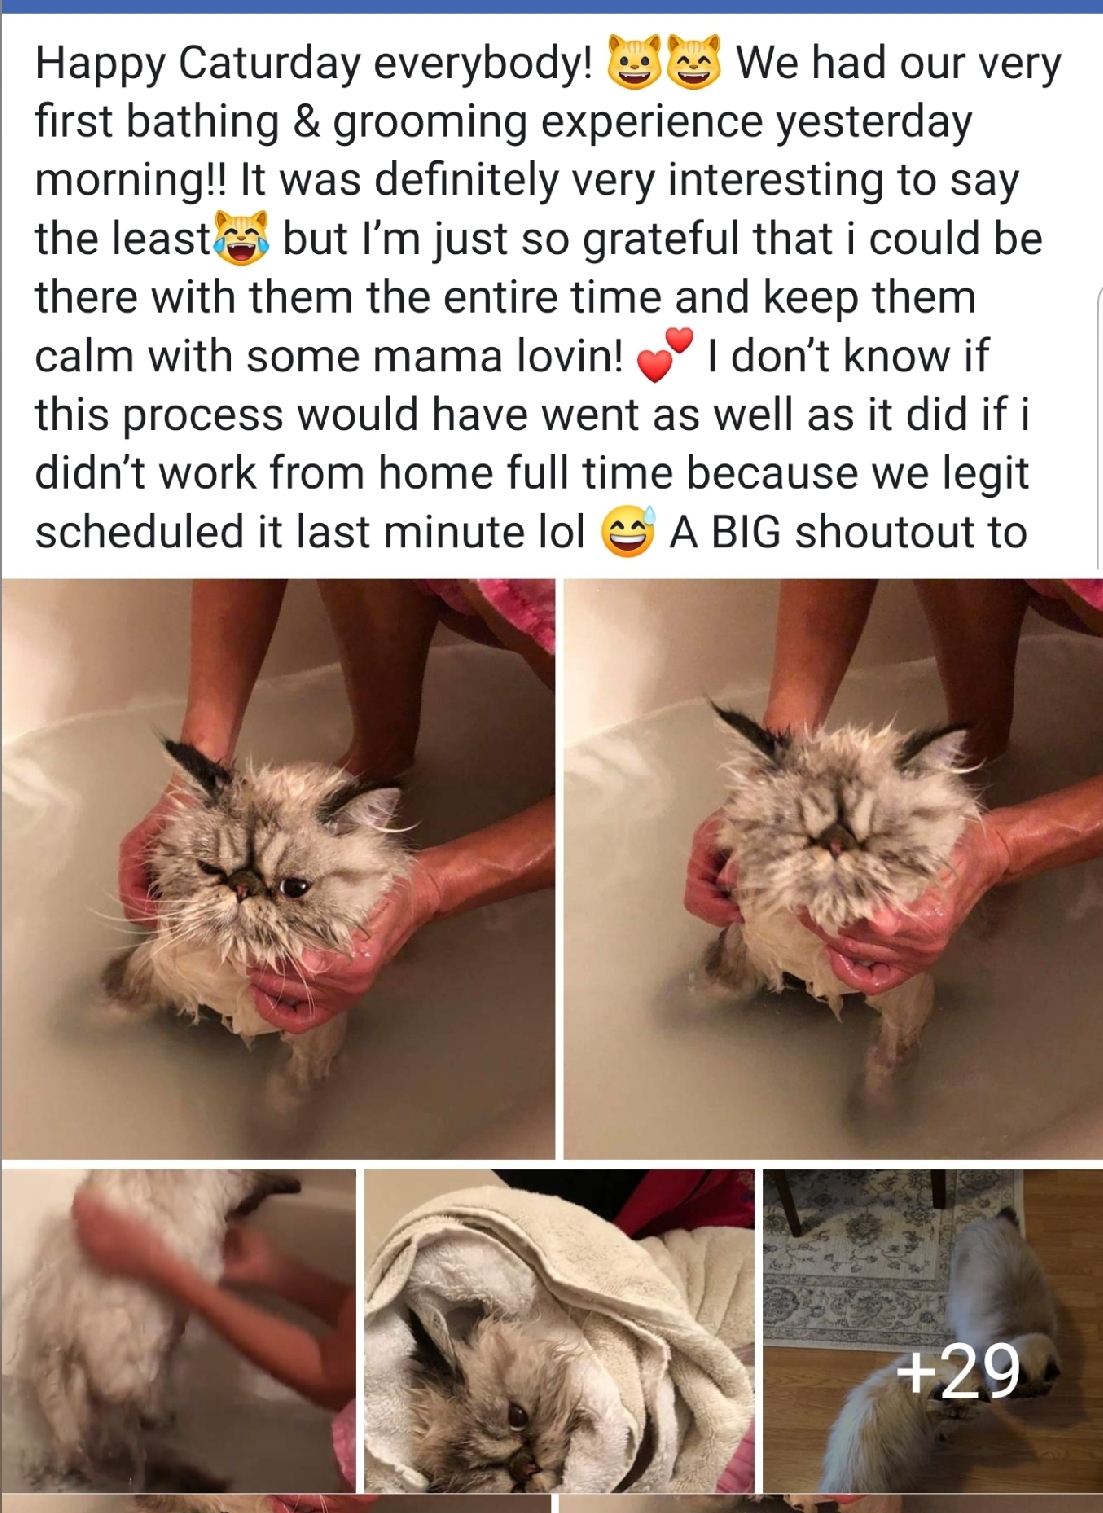 Happy Caturday everybody! 😺😸 We had our very
first bathing & grooming experience yesterday
morning!! It was definitely very interesting to say
the least😹 but I’m just so grateful that i could be
there with them the entire time and keep them
calm with some mama lovin! 💕 I don’t know if
this process would have went as well as it did if i
didn’t work from home full time because we legit
scheduled it last minute lol 😅 A BIG shoutout to
+29